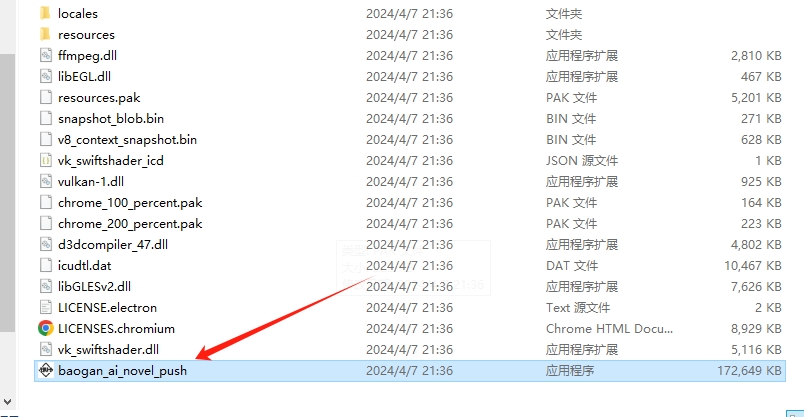 locales 2024/4/7 21:36 文件夹
resources 2024/4/7 21:36 文件夹
ffmpeg.dll 2024/4/7 21:36 应用程序扩展 2,810 KB
libEGL.dll 2024/4/7 21:36 应用程序扩展 467 KB
resources.pak 2024/4/7 21:36 PAK 文件 5,201 KB
snapshot_blob.bin 2024/4/7 21:36 BIN 文件 271 KB
v8_context_snapshot.bin 2024/4/7 21:36 BIN 文件 628 KB
vk_swiftshader_icd 2024/4/7 21:36 JSON 源文件 1 KB
vulkan-1.dll 2024/4/7 21:36 应用程序扩展 925 KB
chrome_100_percent.pak 2024/4/7 21:36 PAK 文件 164 KB
chrome_200_percent.pak 2024/4/7 21:36 PAK 文件 223 KB
d3dcompiler_47.dll 2024/4/7 21:36 应用程序扩展 4,802 KB
icudtl.dat 2024/4/7 21:36 DAT 文件 10,467 KB
libGLESv2.dll 2024/4/7 21:36 应用程序扩展 7,626 KB
LICENSE.electron 2024/4/7 21:36 Text 源文件 2 KB
LICENSES.chromium 2024/4/7 21:36 Chrome HTML Docu... 8,929 KB
vk_swiftshader.dll 2024/4/7 21:36 应用程序扩展 5,116 KB
baogan_ai_novel_push 2024/4/7 21:36 应用程序 172,649 KB